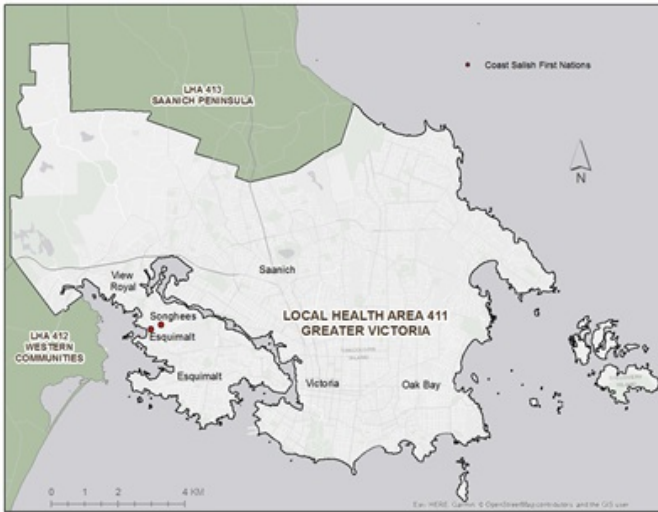 LHA 413
SAANICH PENINSULA
Coast Salish First Nations
N
View
Royal
Saanich
Songhees
Esquimalt
LOCAL HEALTH AREA 411
GREATER VICTORIA
LHA 412
WESTERN
COMMUNITIES
Esquimalt
Victoria
Oak Bay
0 1 2 4 KM
Esri, HERE, Garmin, © OpenStreetMap contributors, and the GIS user